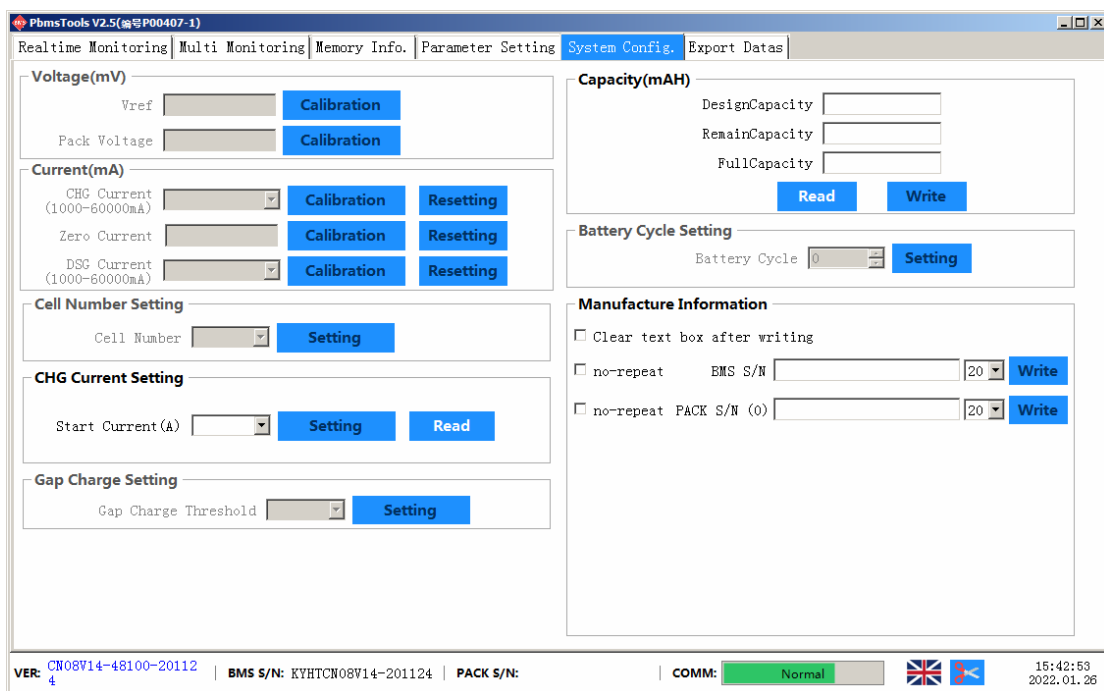 PbmsTools V2.5(编号P00407-1)
Realtime Monitoring Multi Monitoring Memory Info. Parameter Setting System Config. Export Datas
Voltage(mV)
Vref Calibration
Pack Voltage Calibration
Current(mA)
CHG Current
(1000-60000mA) Calibration Resetting
Zero Current Calibration Resetting
DSG Current
(1000-60000mA) Calibration Resetting
Cell Number Setting
Cell Number Setting
CHG Current Setting
Start Current(A) Setting Read
Gap Charge Setting
Gap Charge Threshold Setting
Capacity(mAH)
DesignCapacity
RemainCapacity
FullCapacity
Read Write
Battery Cycle Setting
Battery Cycle 0 Setting
Manufacture Information
Clear text box after writing
no-repeat BMS S/N 20 Write
no-repeat PACK S/N (0) 20 Write
VER: CN08V14-48100-20112
4
BMS S/N: KYHTCN08V14-201124 PACK S/N: COMM: Normal
15:42:53
2022.01.26